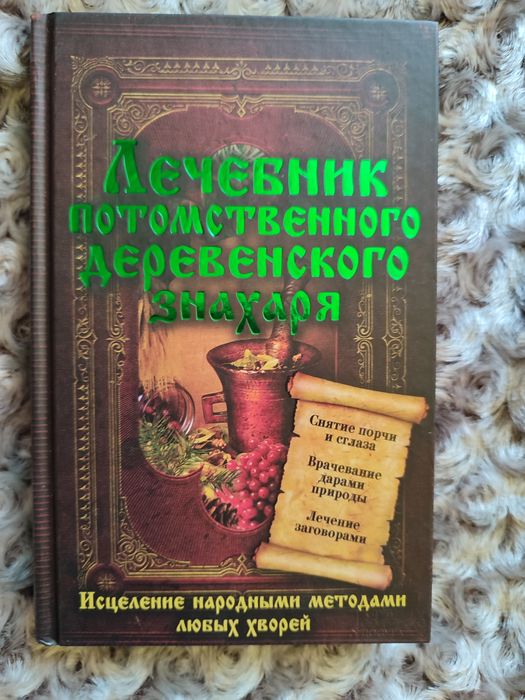 Лечебник
потомственного
деревенского
знахаря
Снятие порчи
и сглаза
Врачевание
дарами
природы
Лечение
заговорами
Исцеление народными методами
любых хворей